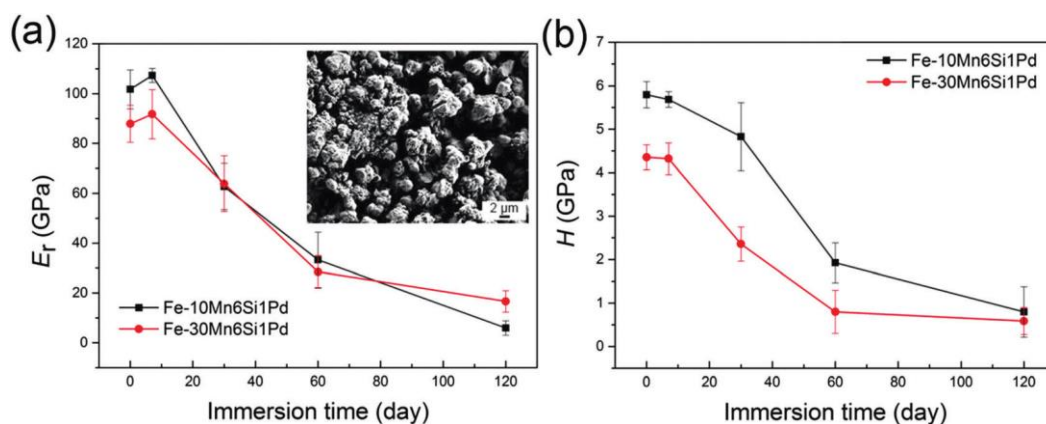 (a)
120
100
80
60
40
20
0
Er (GPa)
2 µm
Fe-10Mn6Si1Pd
Fe-30Mn6Si1Pd
0 20 40 60 80 100 120
Immersion time (day)
(b)
7
6
5
4
3
2
1
0
H (GPa)
Fe-10Mn6Si1Pd
Fe-30Mn6Si1Pd
0 20 40 60 80 100 120
Immersion time (day)